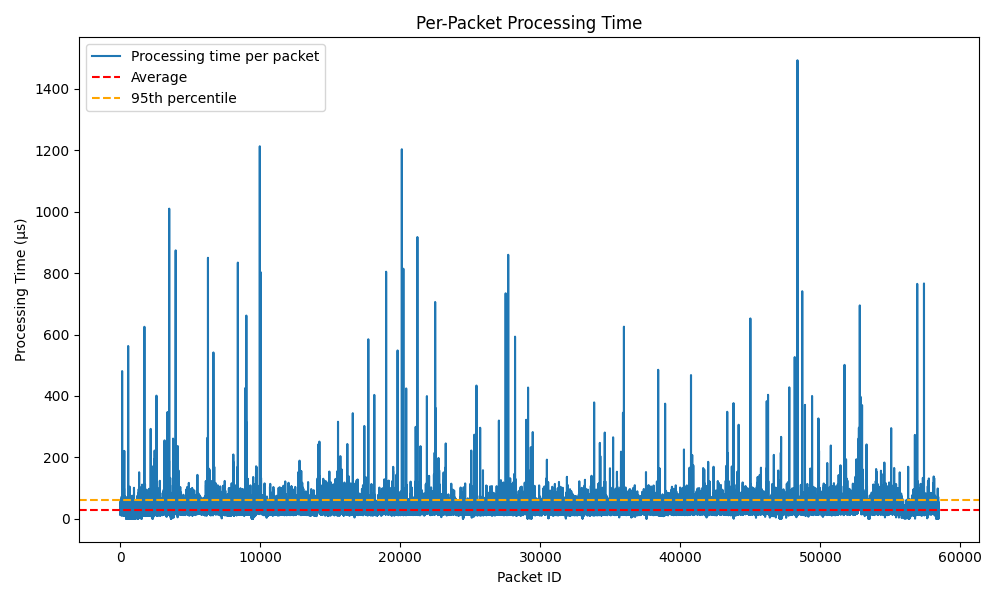 Per-Packet Processing Time
Processing time per packet
Average
95th percentile
Processing Time (µs)
1400
1200
1000
800
600
400
200
0
0 10000 20000 30000 40000 50000 60000
Packet ID